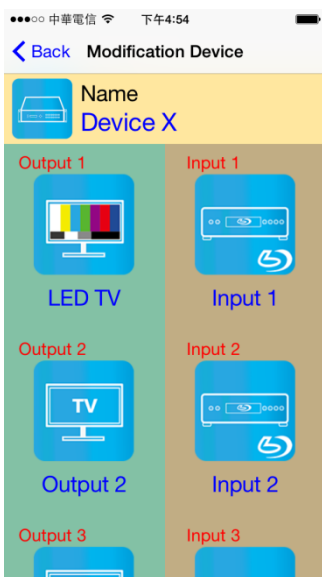 中華電信 下午4:54
Back Modification Device
Name
Device X
Output 1 Input 1
LED TV Input 1
Output 2 Input 2
TV
Output 2 Input 2
Output 3 Input 3